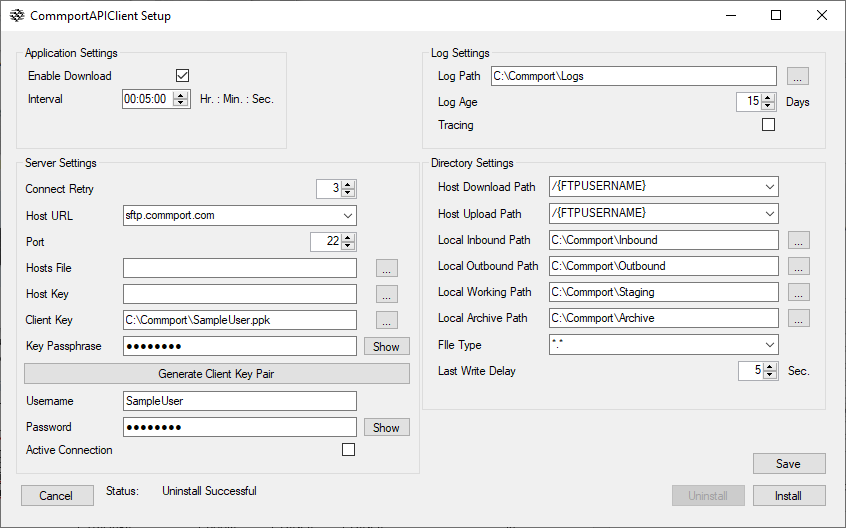 CommportAPIClient Setup
Application Settings
Enable Download
Interval 00:05:00 Hr. : Min. : Sec.
Log Settings
Log Path C:\Commport\Logs ...
Log Age 15 Days
Tracing
Server Settings
Connect Retry 3
Host URL sftp.commport.com
Port 22
Hosts File ...
Host Key ...
Client Key C:\Commport\SampleUser.ppk ...
Key Passphrase ●●●●●●●● Show
Generate Client Key Pair
Username SampleUser
Password ●●●●●●●● Show
Active Connection
Directory Settings
Host Download Path /{FTPUSERNAME}
Host Upload Path /{FTPUSERNAME}
Local Inbound Path C:\Commport\Inbound ...
Local Outbound Path C:\Commport\Outbound ...
Local Working Path C:\Commport\Staging ...
Local Archive Path C:\Commport\Archive ...
FIle Type *.*
Last Write Delay 5 Sec.
Save
Cancel Status: Uninstall Successful Uninstall Install